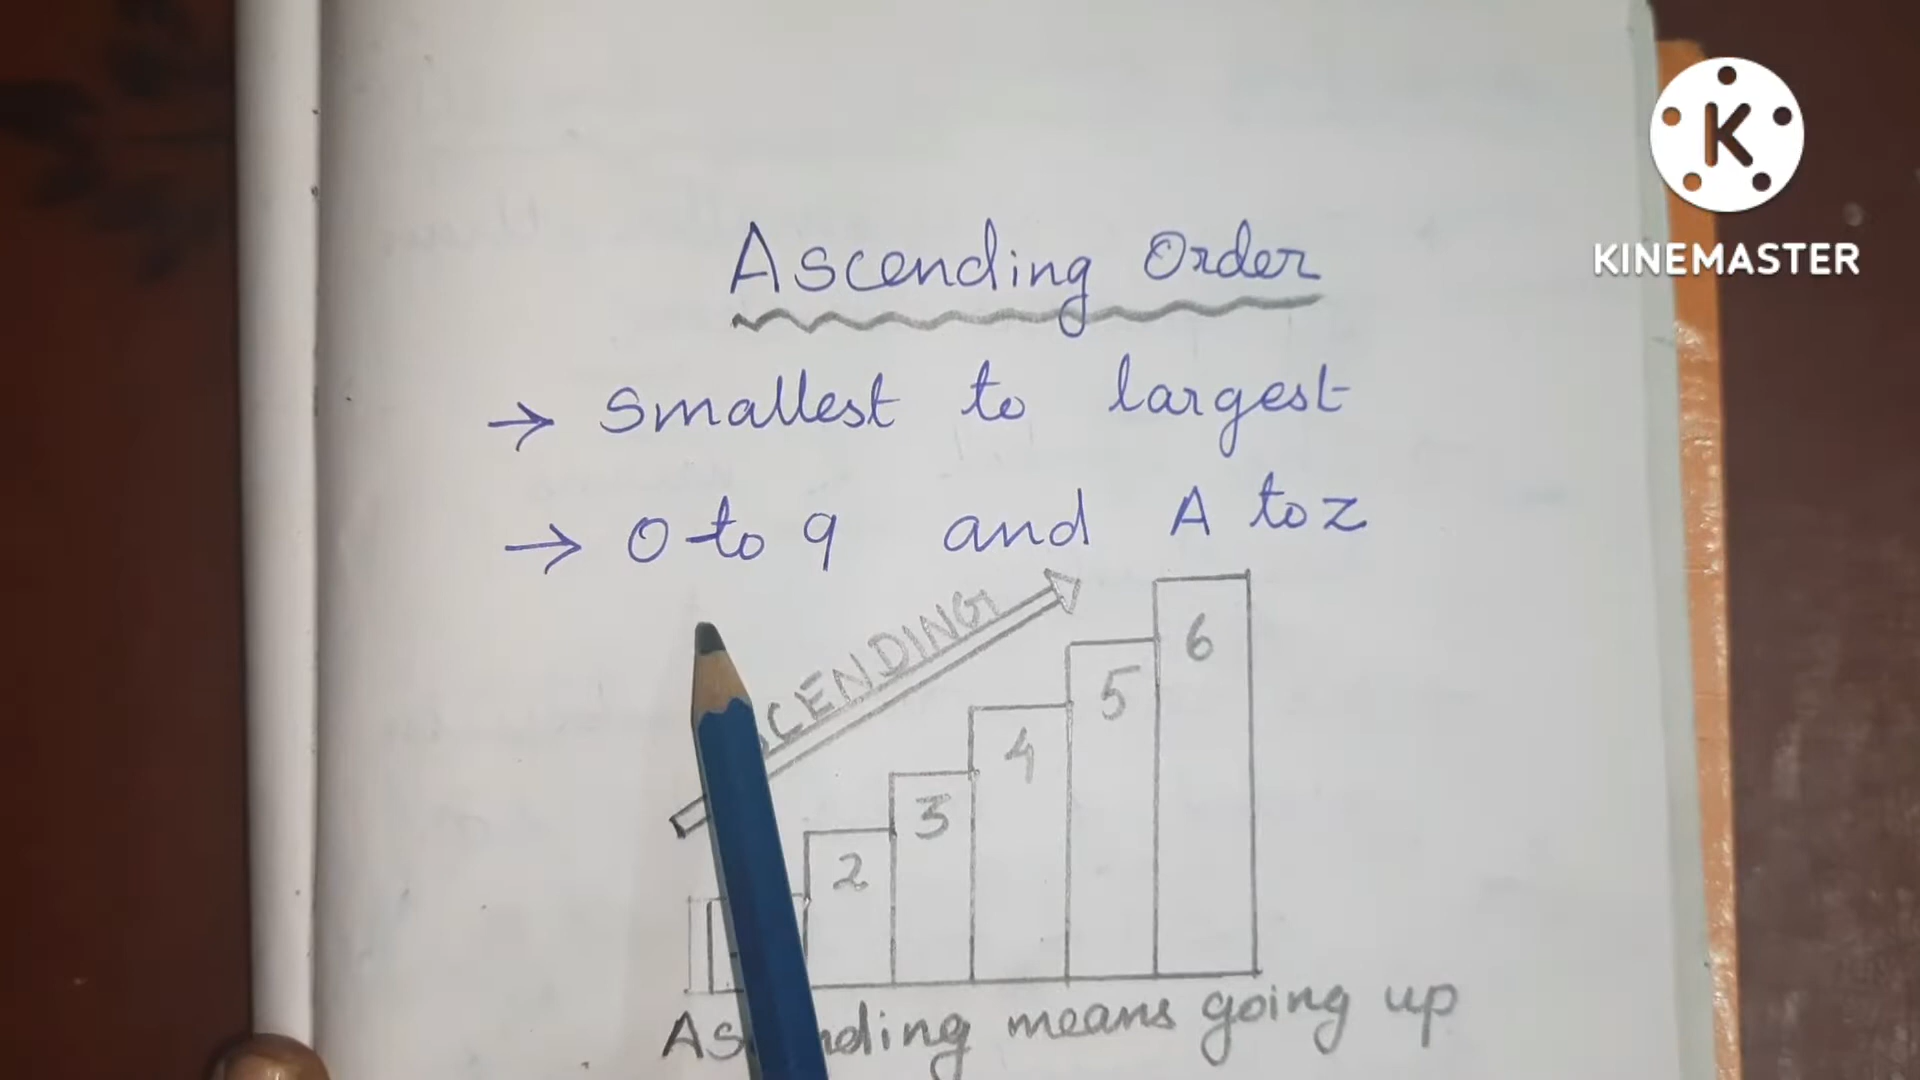 Ascending Order
→ Smallest to largest
→ 0 to 9 and A to Z
6
5
4
3
2
means going up
K
KINEMASTER